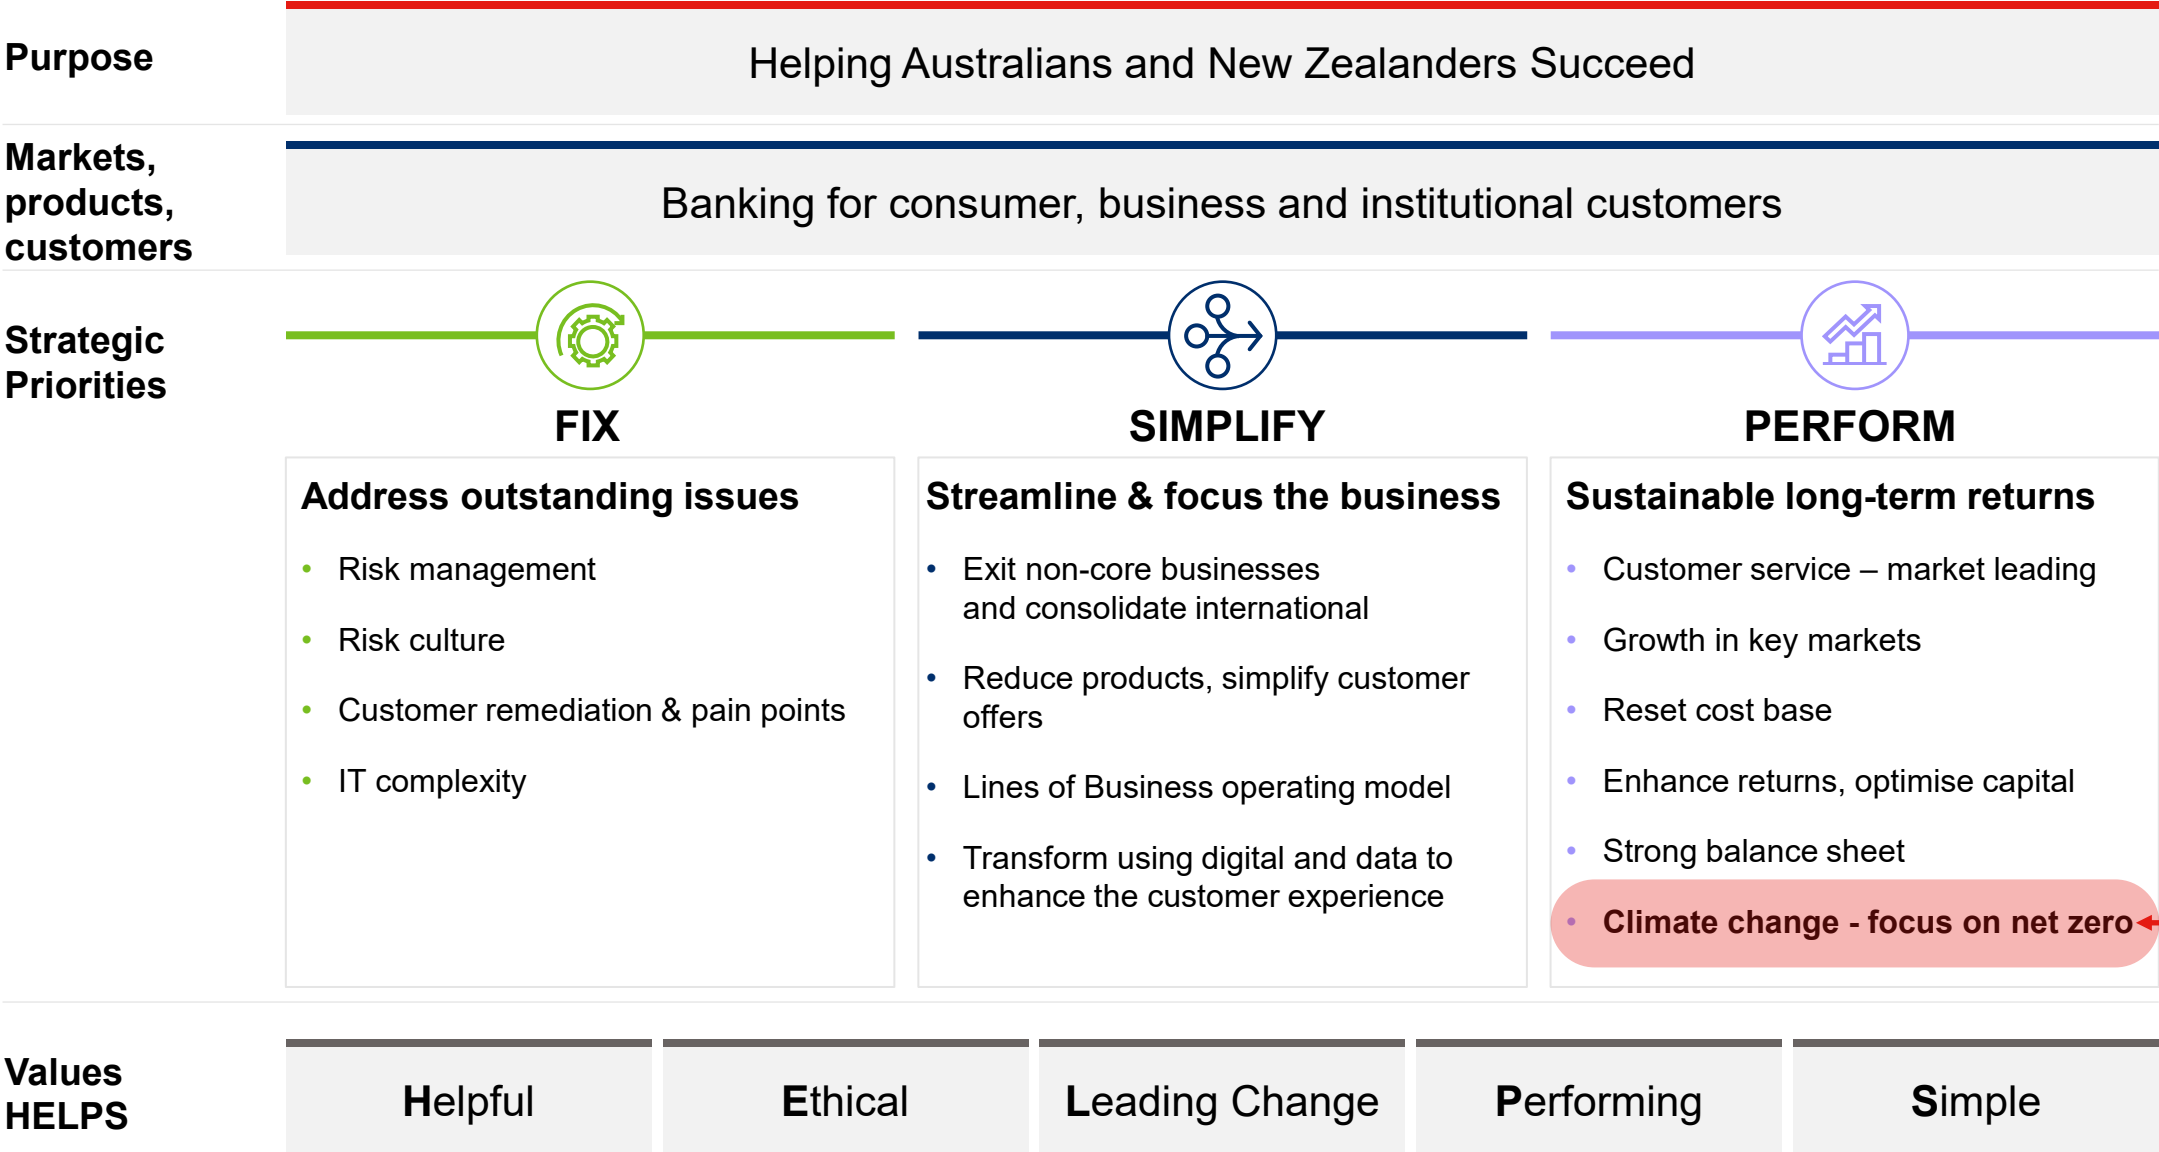 Purpose
Helping Australians and New Zealanders Succeed
Markets,
products,
customers
Banking for consumer, business and institutional customers
Strategic
Priorities
FIX
Address outstanding issues
• Risk management
• Risk culture
• Customer remediation & pain points
• IT complexity
SIMPLIFY
Streamline & focus the business
• Exit non-core businesses
and consolidate international
• Reduce products, simplify customer
offers
• Lines of Business operating model
• Transform using digital and data to
enhance the customer experience
PERFORM
Sustainable long-term returns
• Customer service – market leading
• Growth in key markets
• Reset cost base
• Enhance returns, optimise capital
• Strong balance sheet
• Climate change - focus on net zero
Values
HELPS
Helpful
Ethical
Leading Change
Performing
Simple